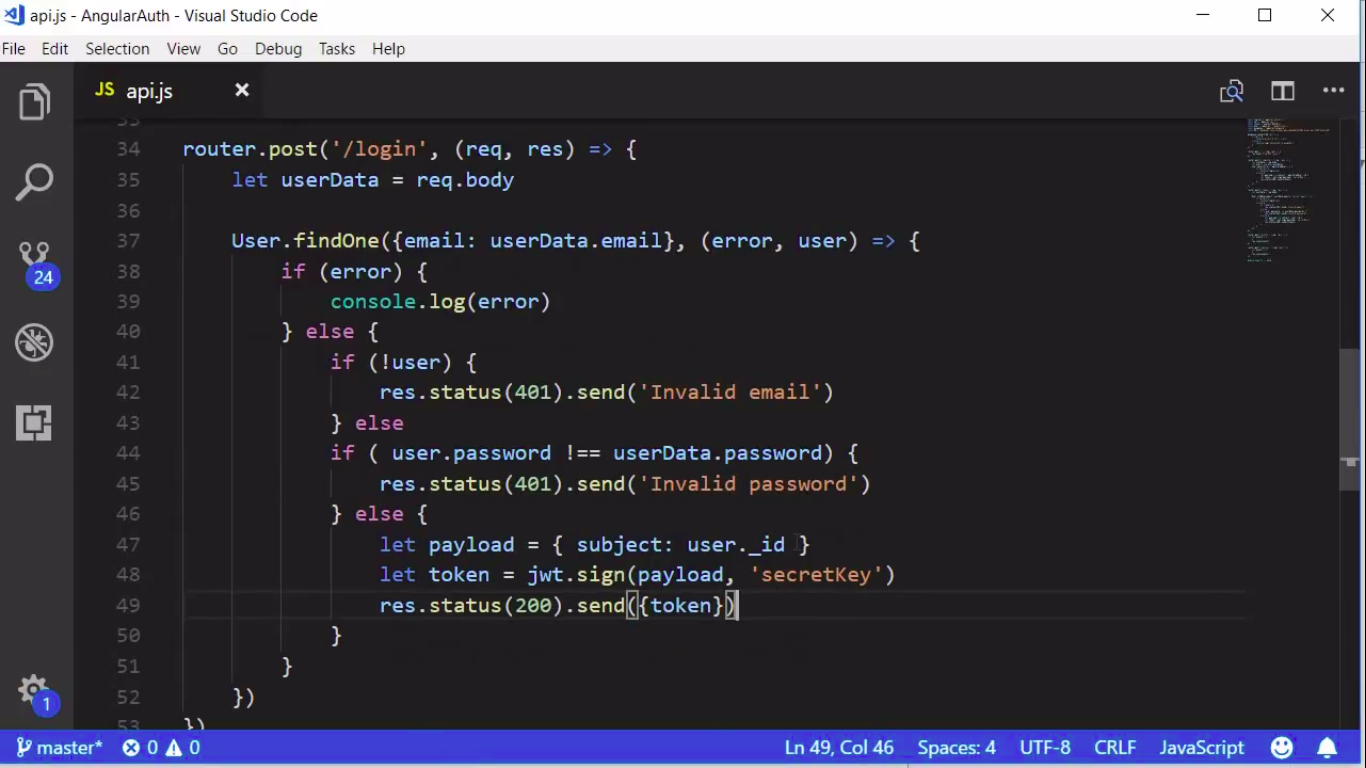 api.js - AngularAuth - Visual Studio Code
File Edit Selection View Go Debug Tasks Help
JS api.js
34 router.post('/login', (req, res) => {
35 let userData = req.body
36
37 User.findOne({email: userData.email}, (error, user) => {
38 if (error) {
39 console.log(error)
40 } else {
41 if (!user) {
42 res.status(401).send('Invalid email')
43 } else
44 if ( user.password !== userData.password) {
45 res.status(401).send('Invalid password')
46 } else {
47 let payload = { subject: user._id }
48 let token = jwt.sign(payload, 'secretKey')
49 res.status(200).send({token})
50 }
51 }
52 })
53 })
24
1
master* 0 0 Ln 49, Col 46 Spaces: 4 UTF-8 CRLF JavaScript